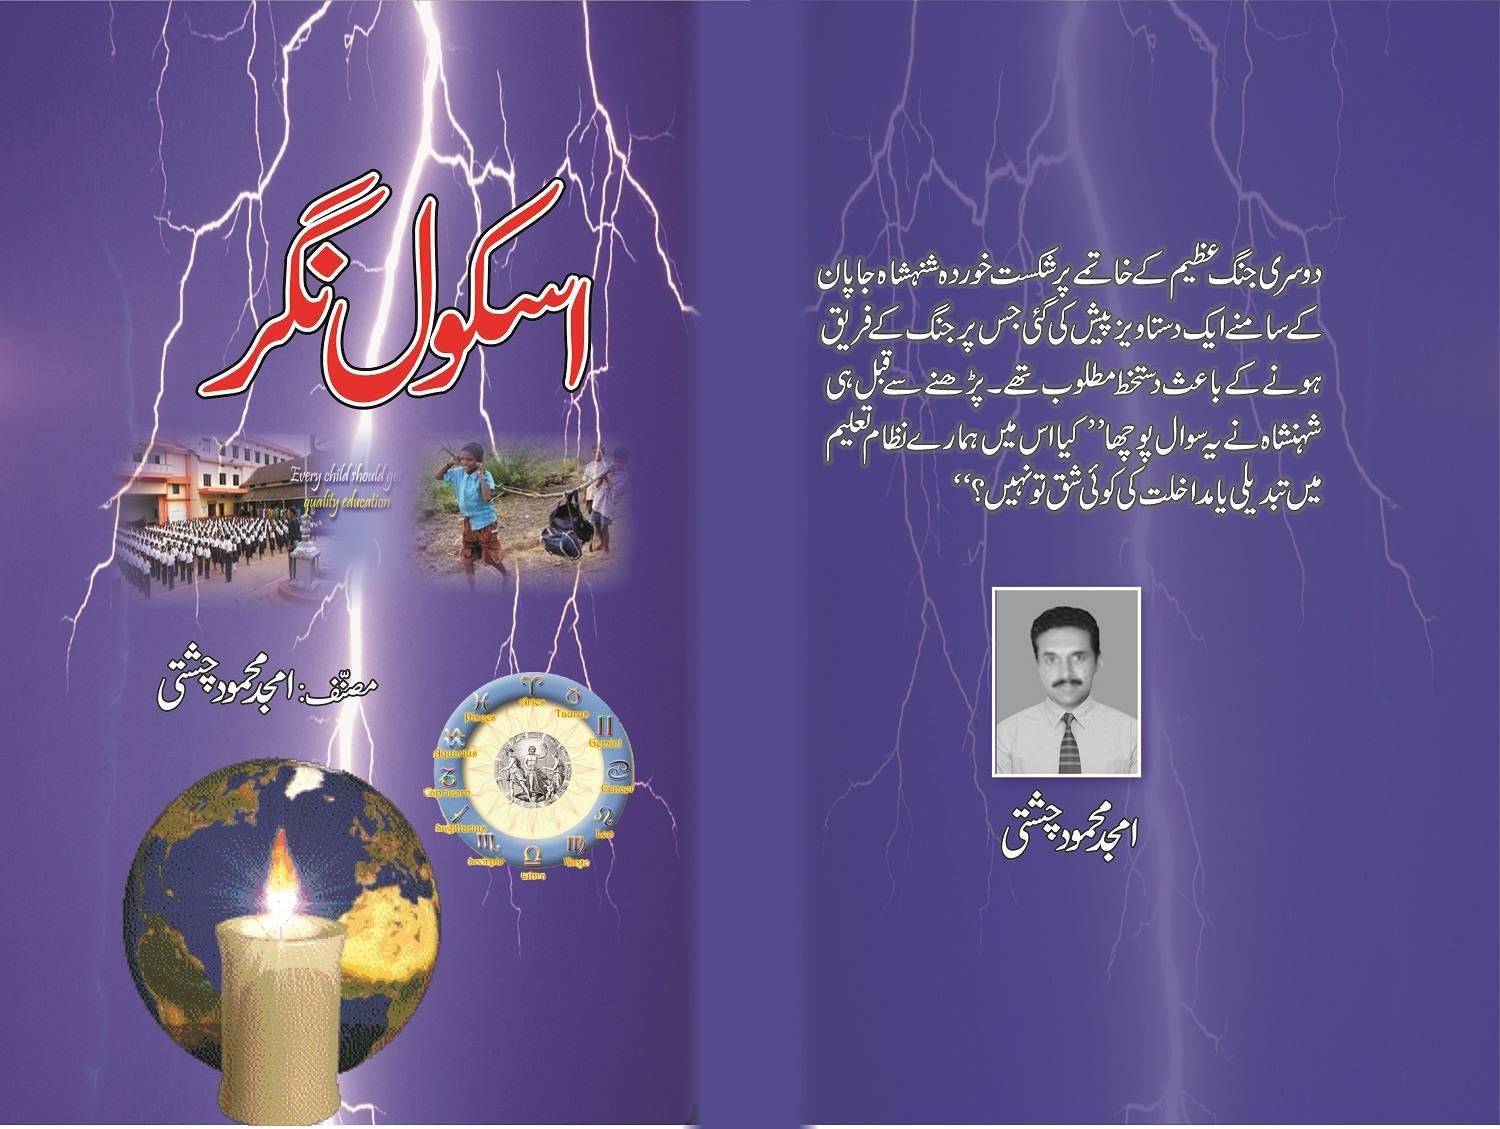 اسکول نگر
Every child should get
quality education
مصنّف: امجد محمود چشتی
Aries
Taurus
Gemini
Cancer
Leo
Virgo
Libra
Scorpio
Sagittarius
Capricorn
Aquarius
Pisces
دوسری جنگ عظیم کے خاتمے پر شکست خوردہ شنہشاہ جاپان
کے سامنے ایک دستاویز پیش کی گئی جس پر جنگ کے فریق
ہونے کے باعث دستخط مطلوب تھے۔ پڑھنے سے قبل ہی
شہنشاہ نے یہ سوال پوچھا ’’ کیا اس میں ہمارے نظام تعلیم
میں تبدیلی یا مداخلت کی کوئی شق تو نہیں؟‘‘
امجد محمود چشتی